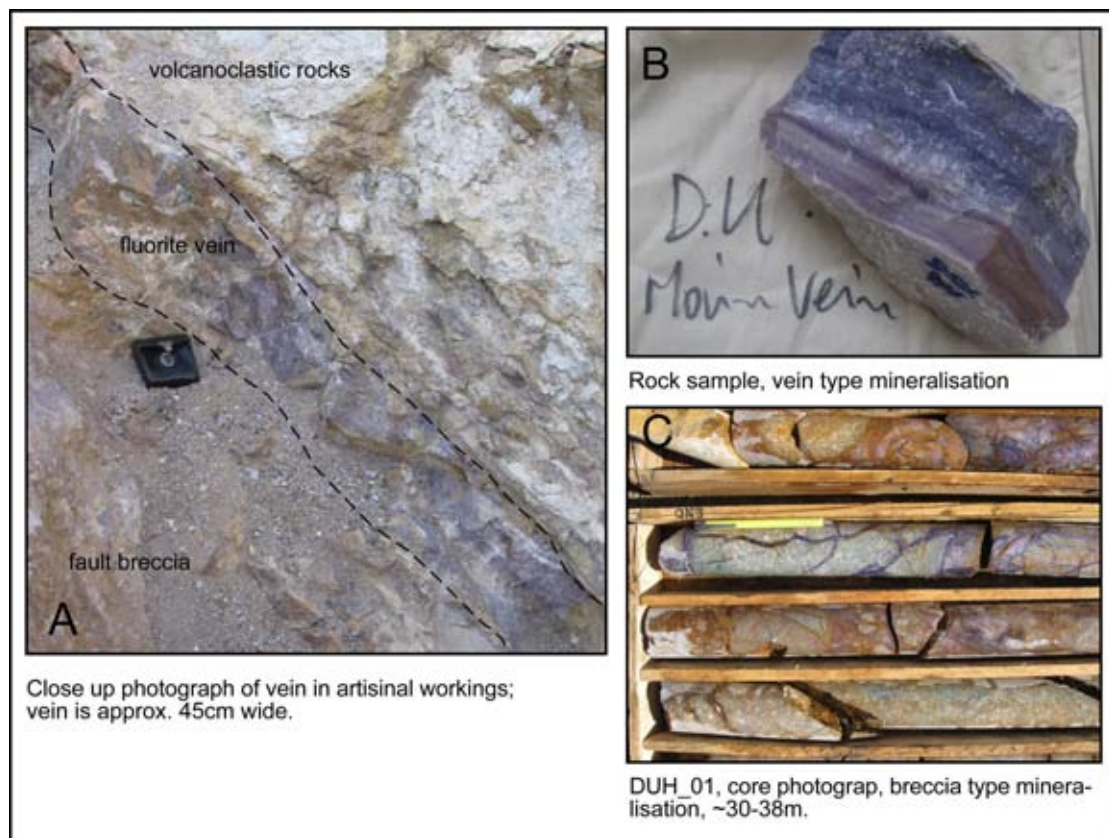 volcanoclastic rocks
fluorite vein
fault breccia
A
Close up photograph of vein in artisinal workings;
vein is approx. 45cm wide.
B
D.U
Main Vein
Rock sample, vein type mineralisation
C
END
DUH_01, core photograp, breccia type minera-
lisation, ~30-38m.